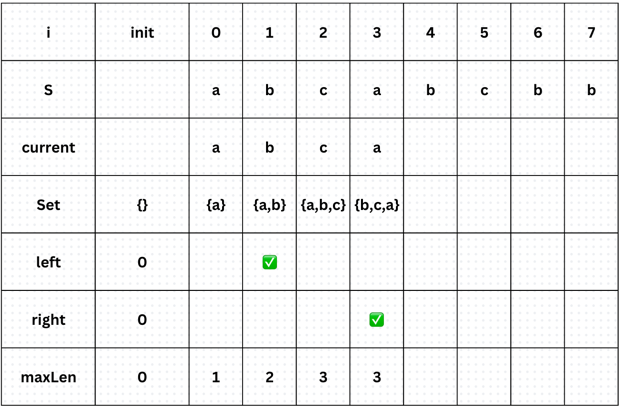 i init 0 1 2 3 4 5 6 7
S a b c a b c b b
current a b c a
Set {} {a} {a,b} {a,b,c} {b,c,a}
left 0 ✅
right 0 ✅
maxLen 0 1 2 3 3